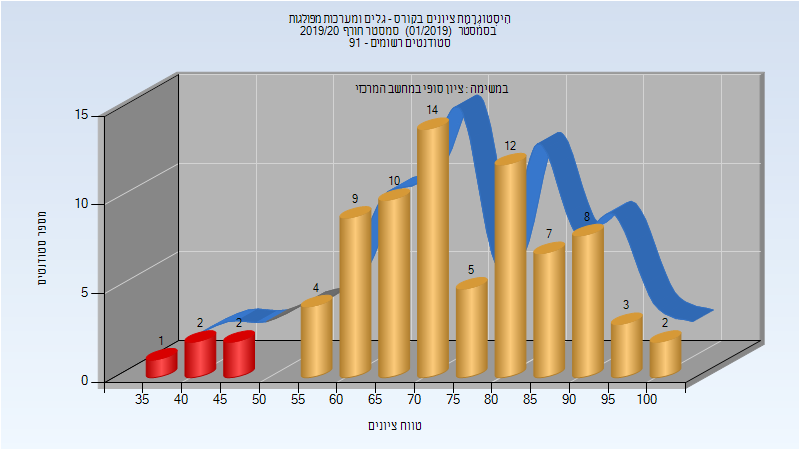 היסטוגרמת ציונים בקורס - גלים ומערכות מפולגות
בסמסטר (01/2019) סמסטר חורף 2019/20
סטודנטים רשומים - 91
במשימה : ציון סופי במחשב המרכזי
מספר סטודנטים
15
10
5
0
1
2
2
4
9
10
14
5
12
7
8
3
2
35 40 45 50 55 60 65 70 75 80 85 90 95 100
טווח ציונים